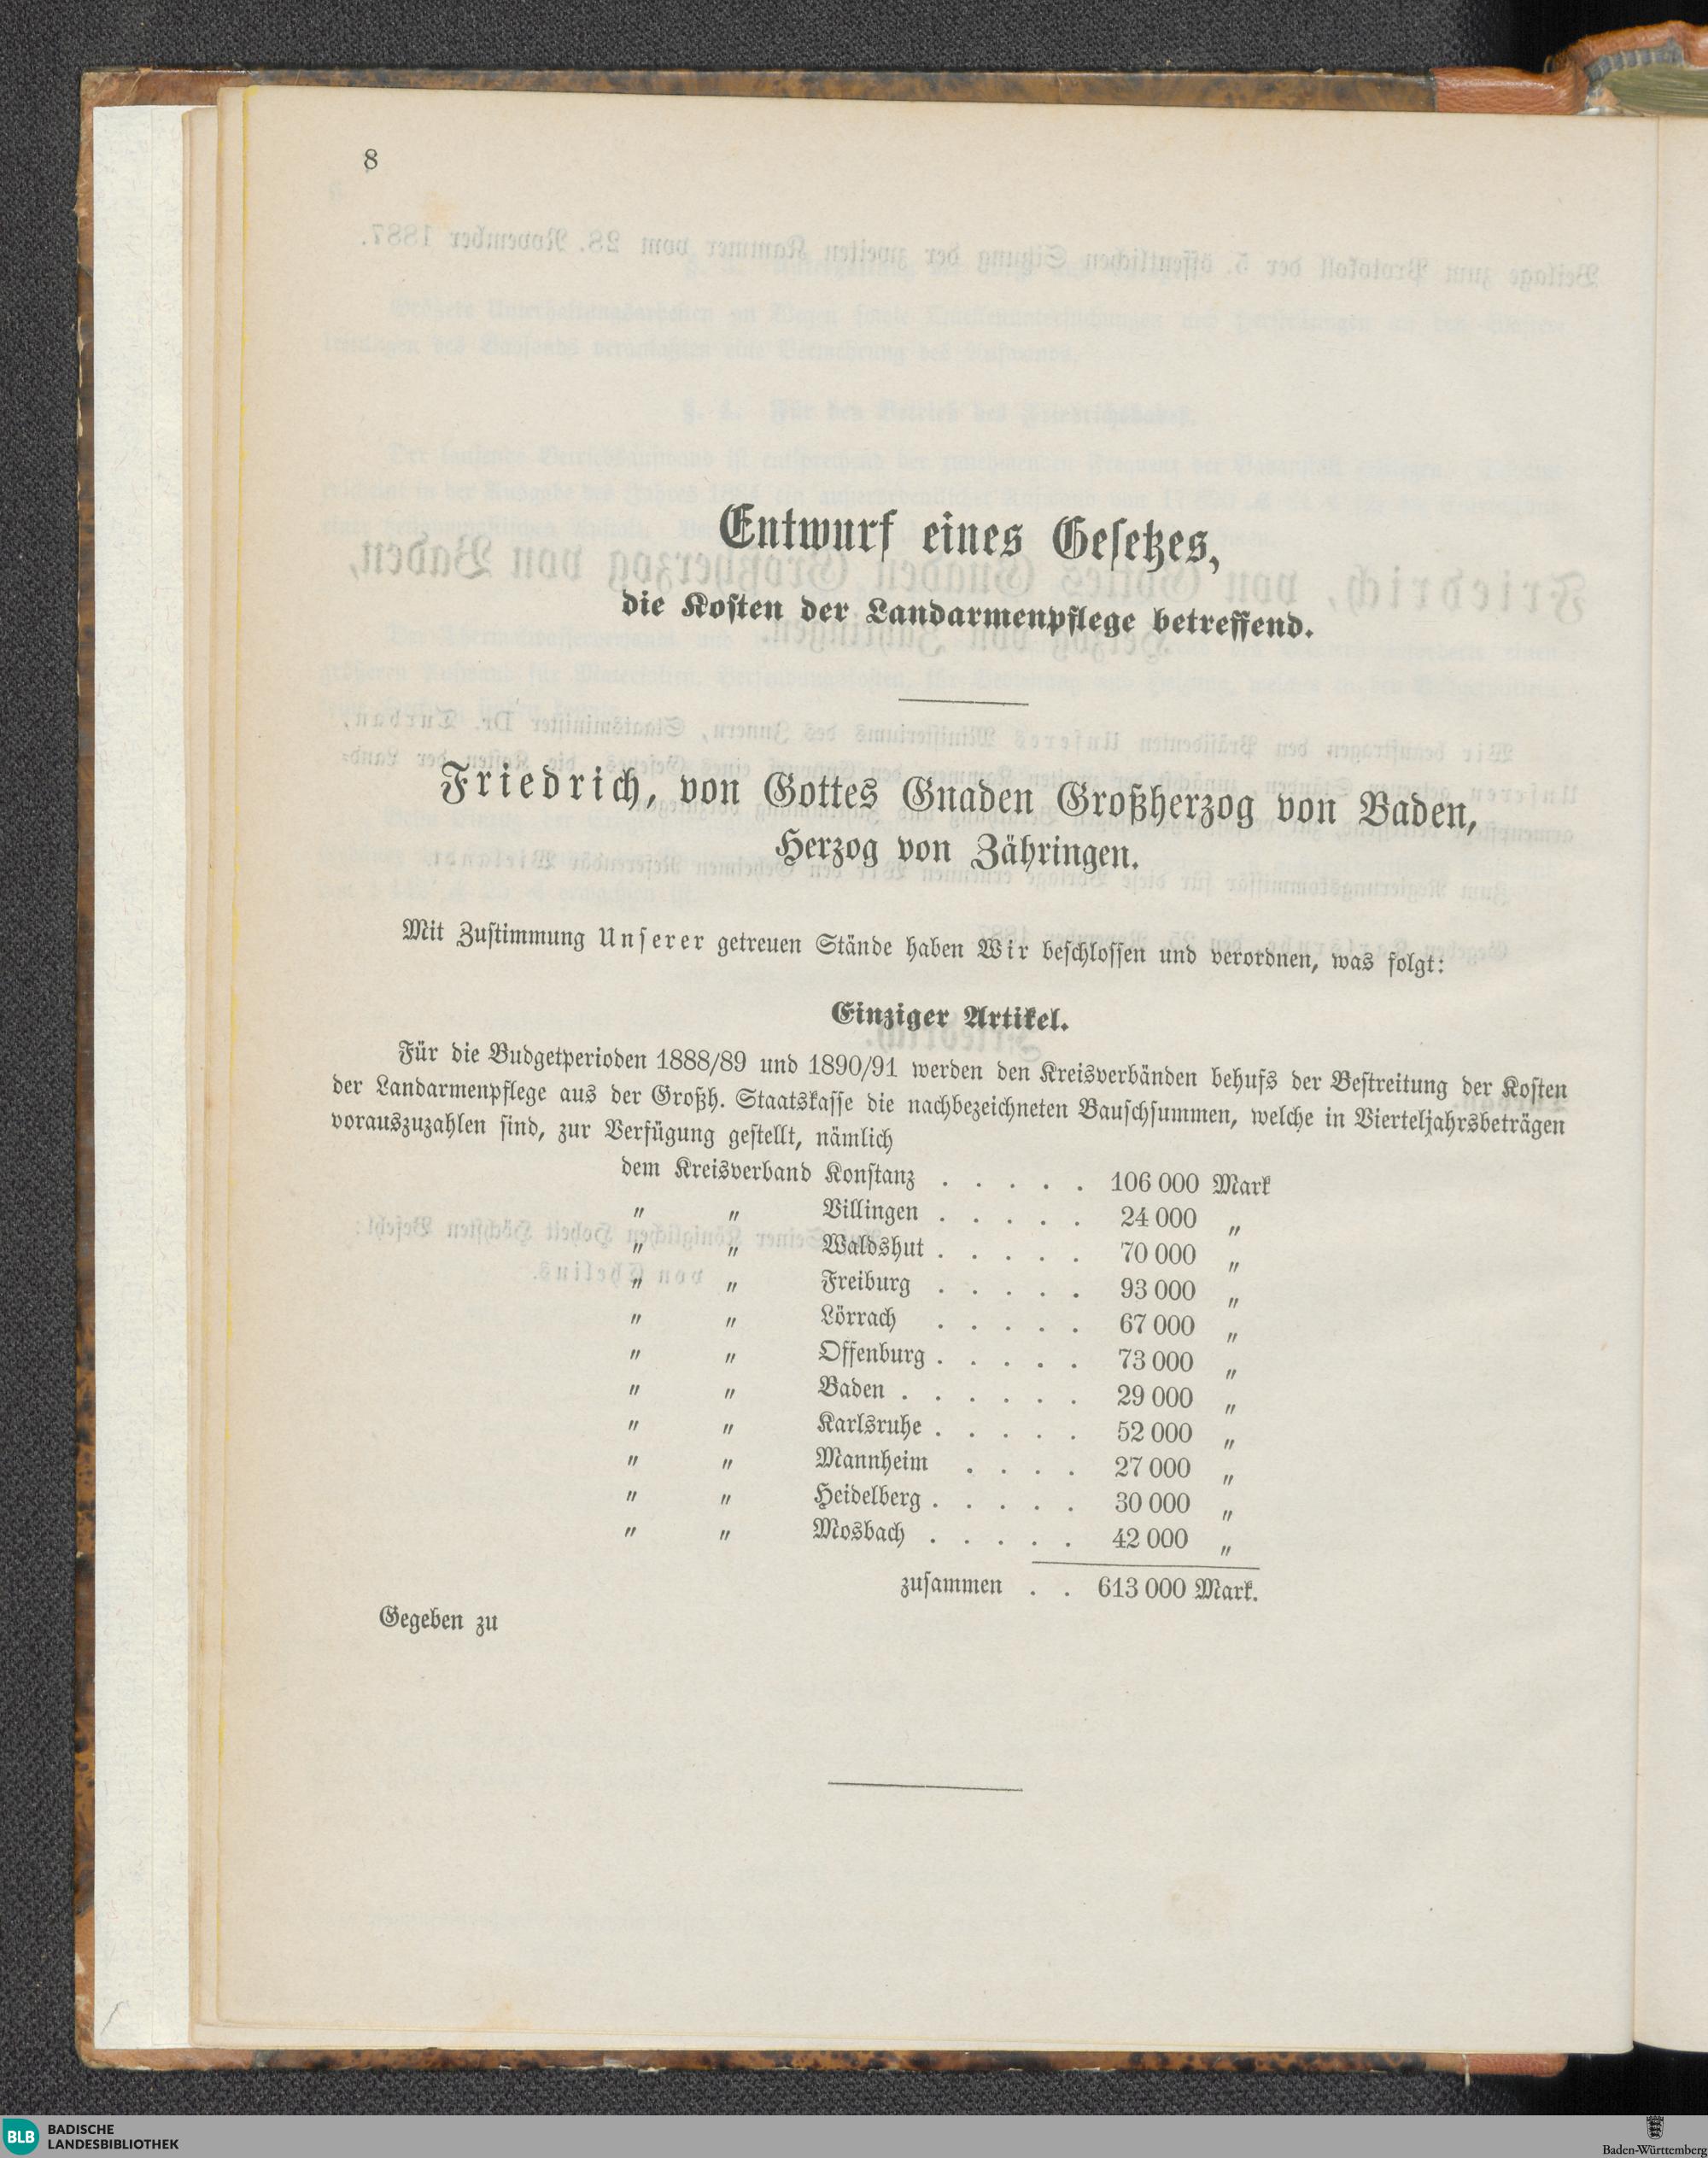 8
Entwurf eines Gesetzes,
die Kosten der Landarmenpflege betreffend.
Friedrich, von Gottes Gnaden Großherzog von Baden,
Herzog von Zähringen.
Mit Zustimmung Unserer getreuen Stände haben Wir beschlossen und verordnen, was folgt:
Einziger Artikel.
Für die Budgetperioden 1888/89 und 1890/91 werden den Kreisverbänden behufs der Bestreitung der Kosten
der Landarmenpflege aus der Großh. Staatskasse die nachbezeichneten Bauschsummen, welche in Vierteljahrsbeträgen
vorauszuzahlen sind, zur Verfügung gestellt, nämlich
dem Kreisverband Konstanz . . . . . 106 000 Mark
" " Villingen . . . . . 24 000 "
" " Waldshut . . . . . 70 000 "
" " Freiburg . . . . . 93 000 "
" " Lörrach . . . . . 67 000 "
" " Offenburg . . . . . 73 000 "
" " Baden . . . . . . 29 000 "
" " Karlsruhe . . . . . 52 000 "
" " Mannheim . . . . 27 000 "
" " Heidelberg . . . . . 30 000 "
" " Mosbach . . . . . 42 000 "
zusammen . . 613 000 Mark.
Gegeben zu
BLB BADISCHE
LANDESBIBLIOTHEK
Baden-Württemberg